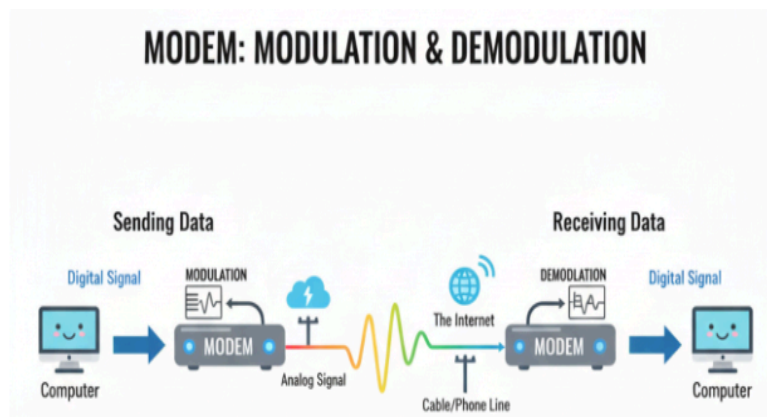 MODEM: MODULATION & DEMODULATION
Sending Data
Receiving Data
Digital Signal
MODULATION
DEMODLATION
Digital Signal
The Internet
MODEM
MODEM
Analog Signal
Computer
Computer
Cable/Phone Line